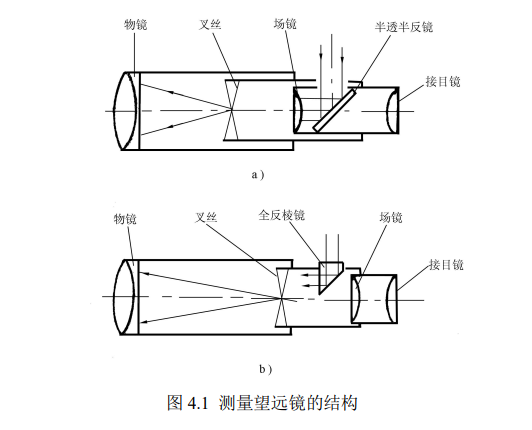 物镜 叉丝 场镜 半透半反镜
接目镜
a )
物镜 叉丝 全反棱镜 场镜
接目镜
b )
图 4.1 测量望远镜的结构